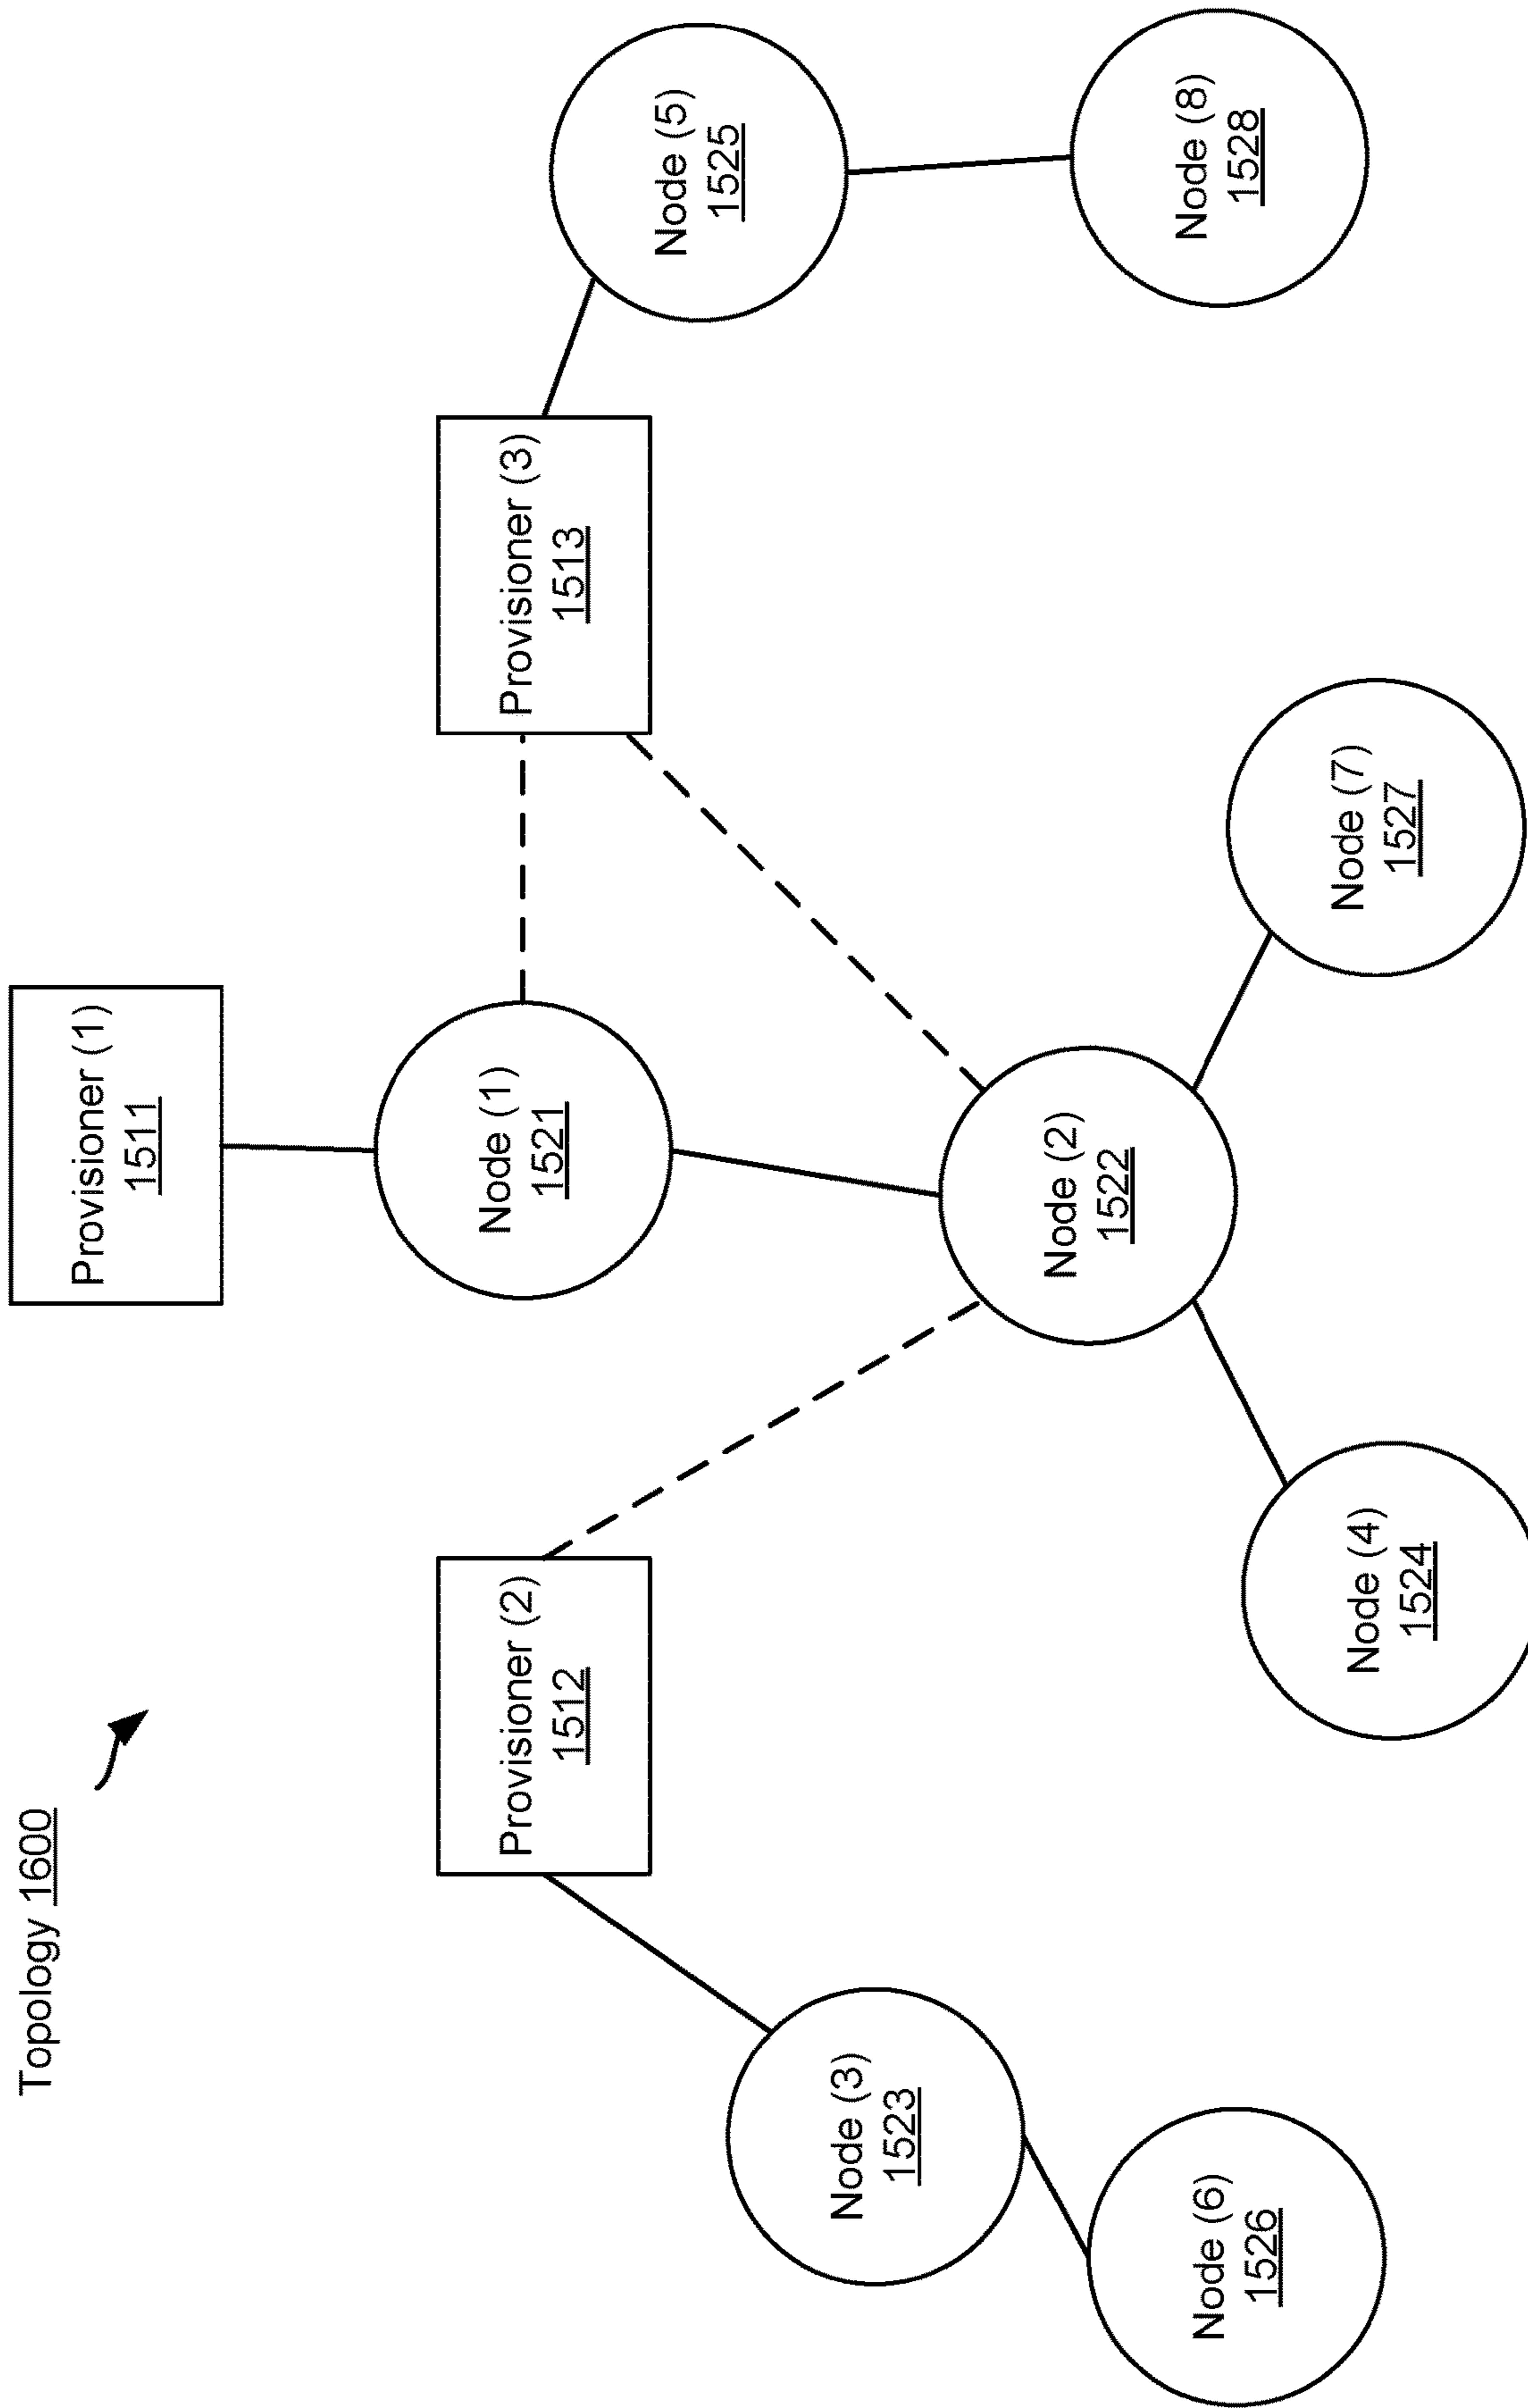 Topology 1600
Provisioner (1)
1511
Provisioner (2)
1512
Node (1)
1521
Provisioner (3)
1513
Node (3)
1523
Node (5)
1525
Node (2)
1522
Node (6)
1526
Node (4)
1524
Node (7)
1527
Node (8)
1528